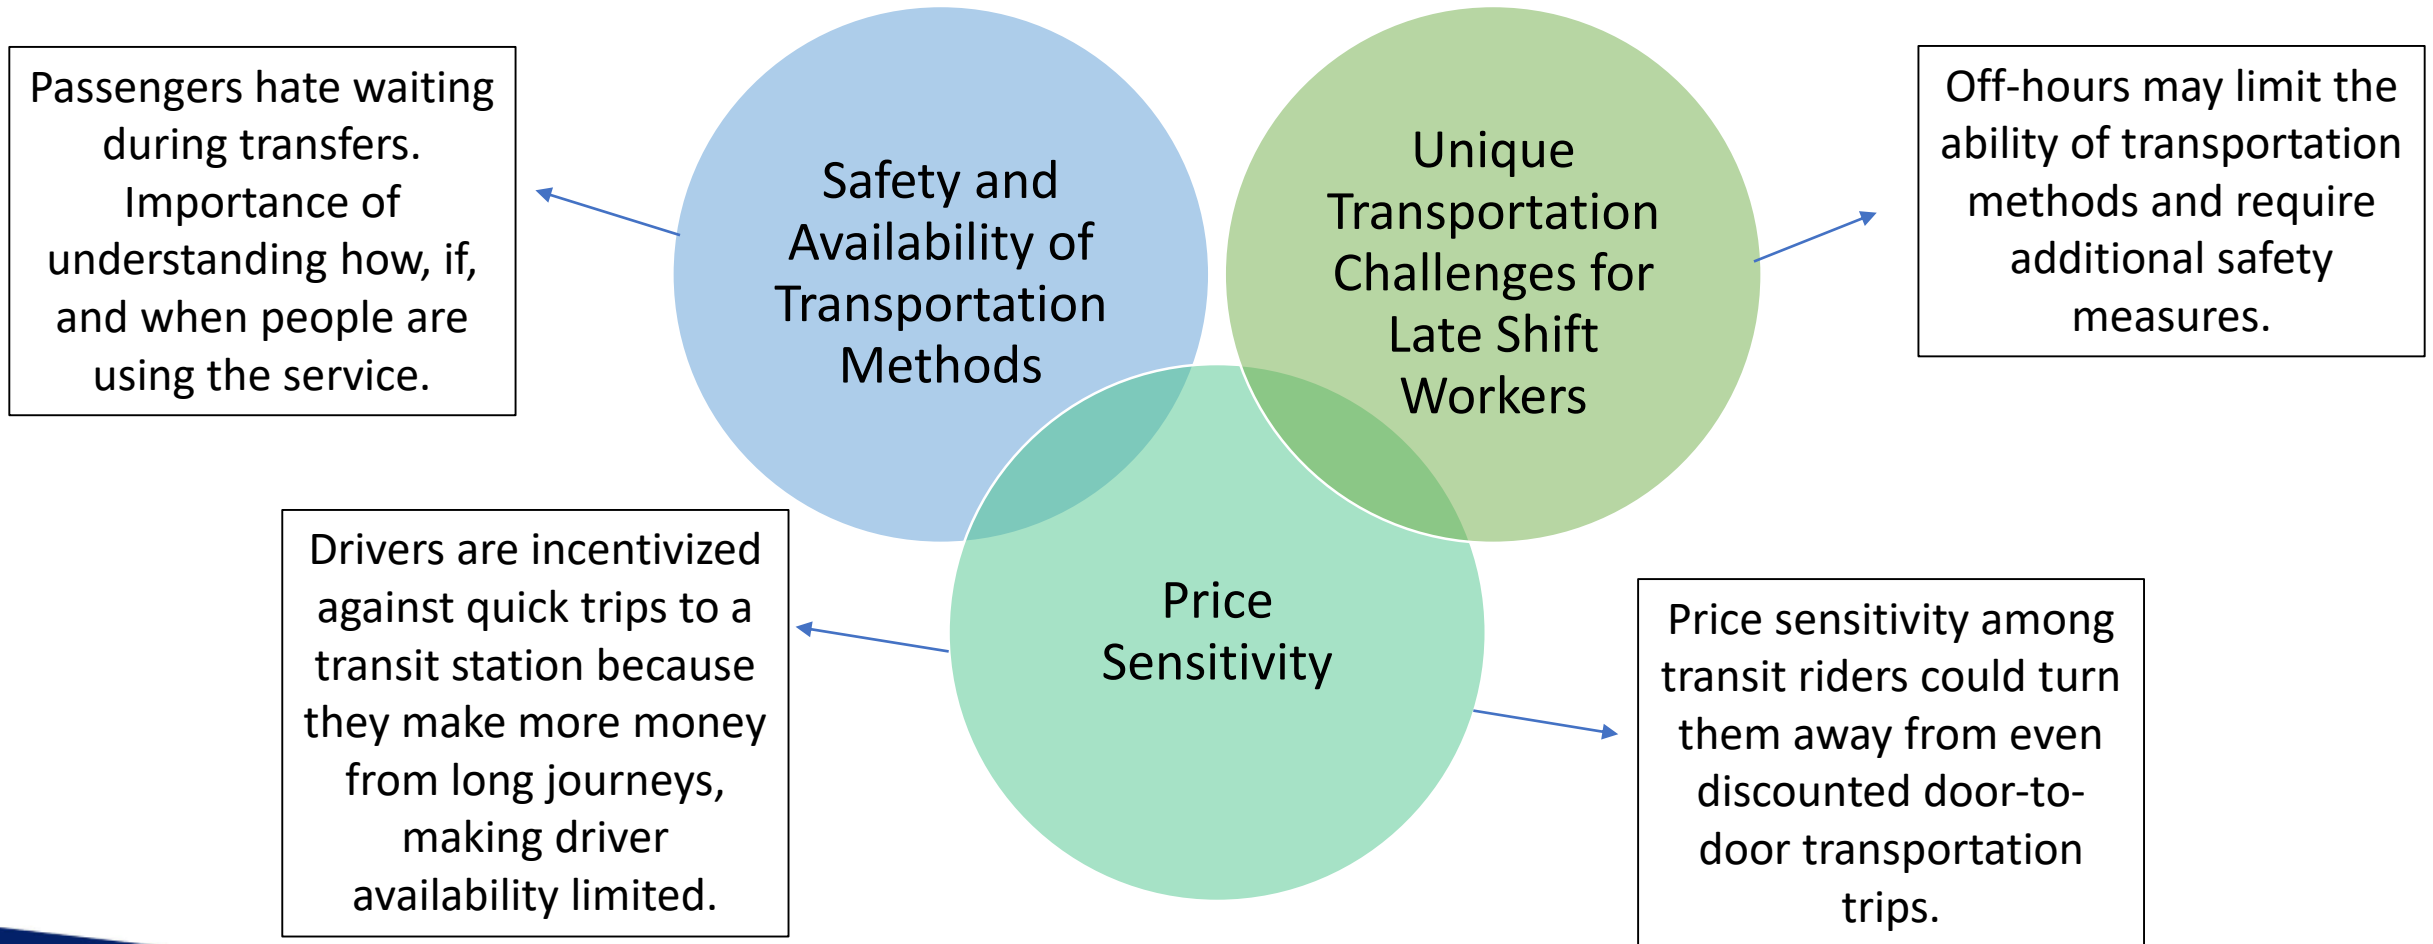 Passengers hate waiting
during transfers.
Importance of
understanding how, if,
and when people are
using the service.
Safety and
Availability of
Transportation
Methods
Unique
Transportation
Challenges for
Late Shift
Workers
Off-hours may limit the
ability of transportation
methods and require
additional safety
measures.
Drivers are incentivized
against quick trips to a
transit station because
they make more money
from long journeys,
making driver
availability limited.
Price
Sensitivity
Price sensitivity among
transit riders could turn
them away from even
discounted door-to-
door transportation
trips.